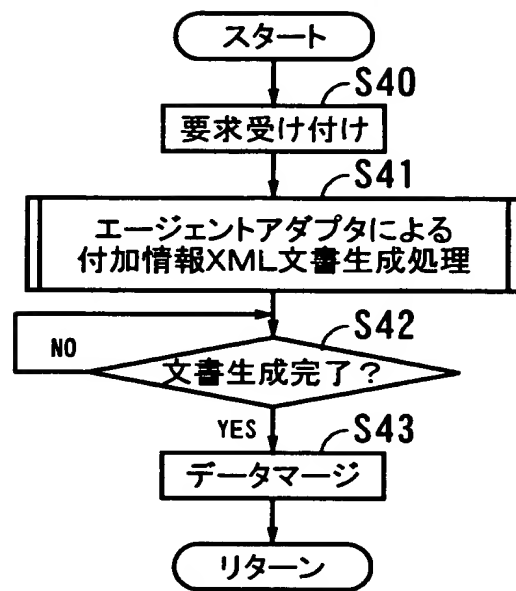 スタート
S40
要求受け付け
S41
エージェントアダプタによる
付加情報XML文書生成処理
S42
NO
文書生成完了?
YES
S43
データマージ
リターン